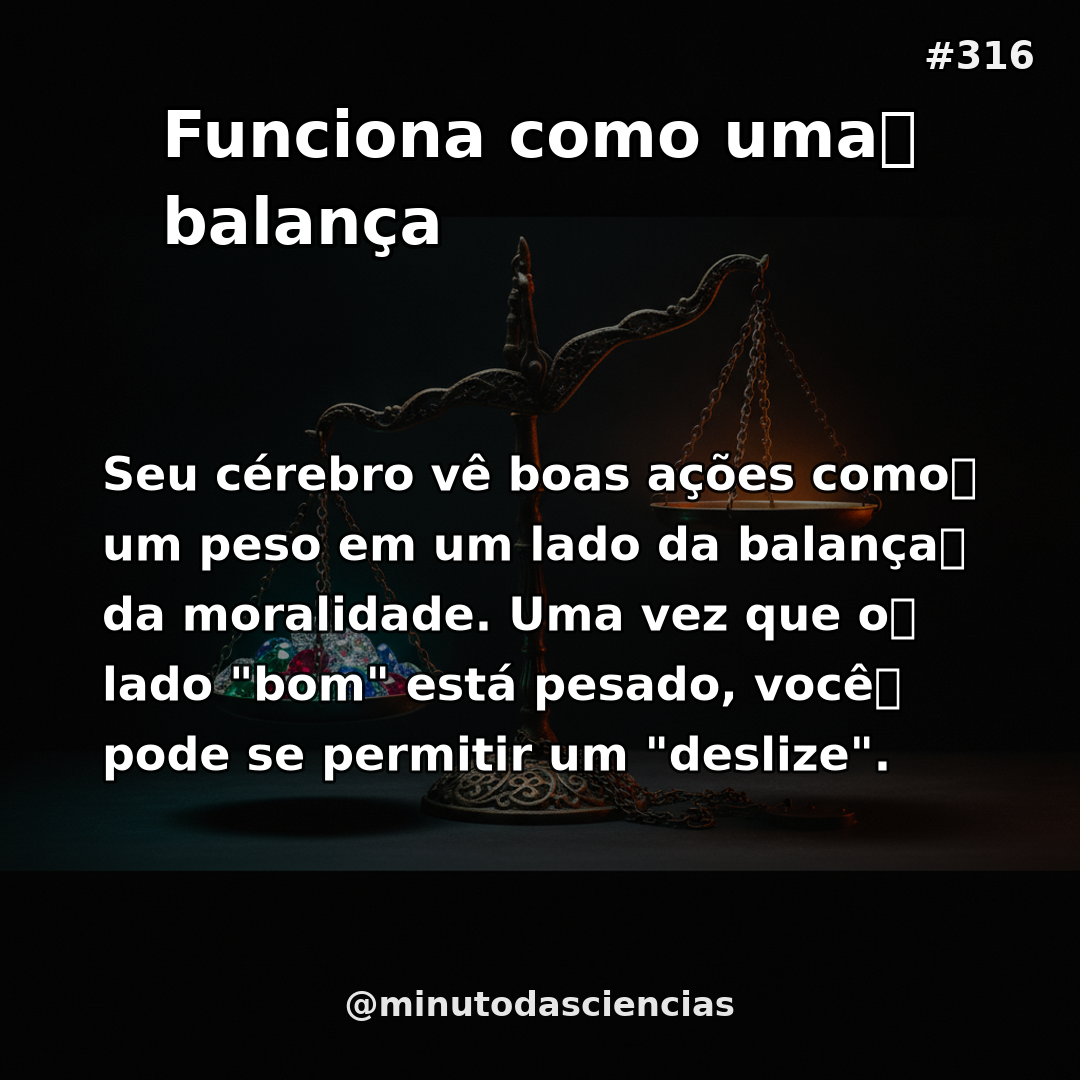 #316
Funciona como uma▯
balança
Seu cérebro vê boas ações como▯
um peso em um lado da balança▯
da moralidade. Uma vez que o▯
lado "bom" está pesado, você▯
pode se permitir um "deslize".
@minutodasciencias